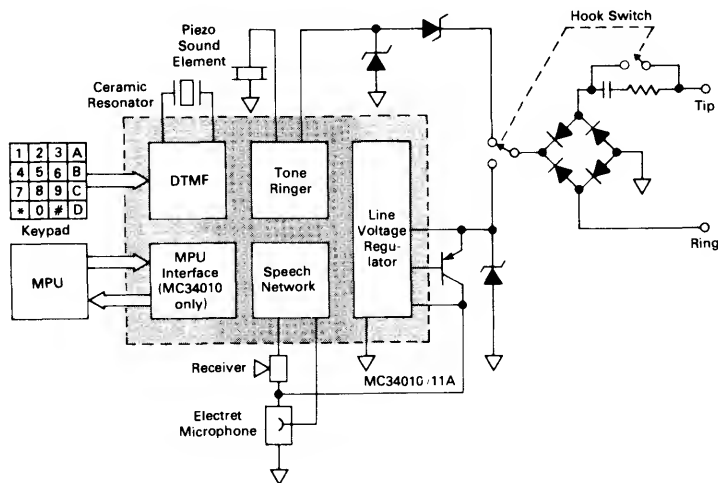 Hook Switch
Piezo
Sound
Element
Ceramic
Resonator
Tip
1 2 3 A
4 5 6 B
7 8 9 C
* 0 # D
Keypad
DTMF
Tone
Ringer
Line
Voltage
Regu-
lator
Ring
MPU
MPU
Interface
(MC34010
only)
Speech
Network
Receiver
MC34010/11A
Electret
Microphone